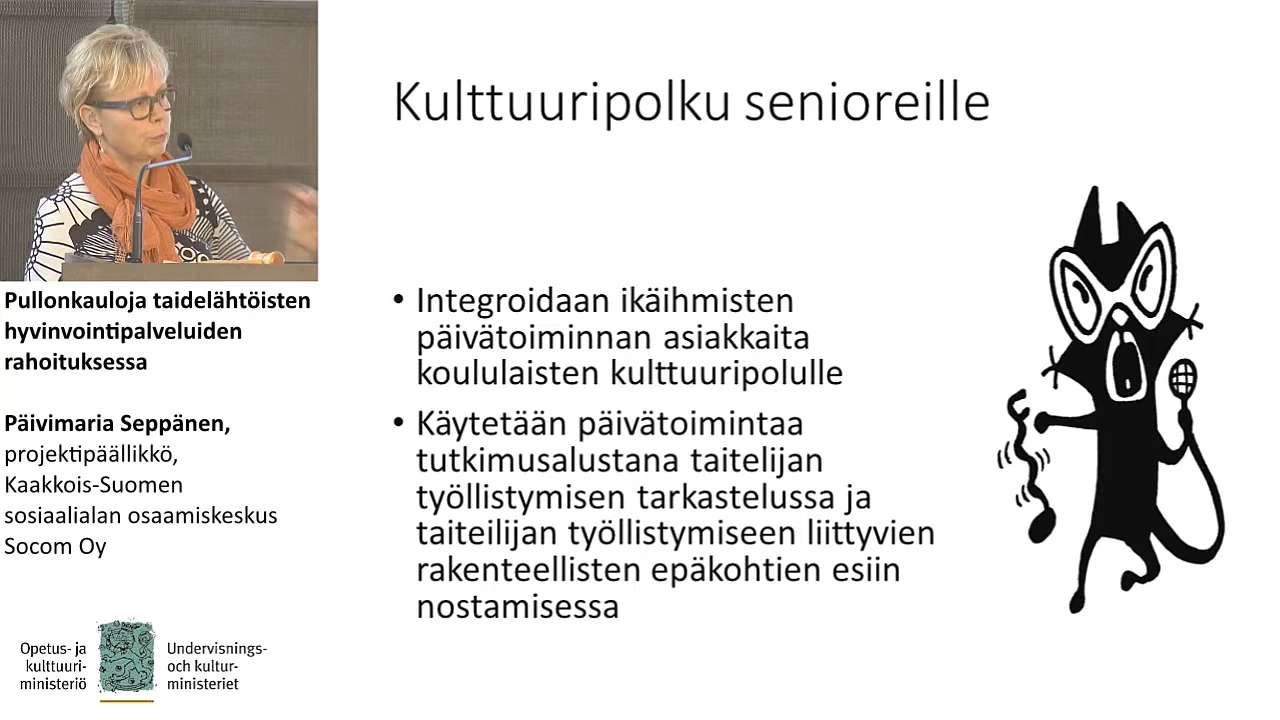 Kulttuuripolku senioreille
• Integroidaan ikäihmisten
päivätoiminnan asiakkaita
koululaisten kulttuuripolulle
• Käytetään päivätoimintaa
tutkimusalustana taitelijan
työllistymisen tarkastelussa ja
taiteilijan työllistymiseen liittyvien
rakenteellisten epäkohtien esiin
nostamisessa
Pullonkauloja taidelähtöisten
hyvinvointipalveluiden
rahoituksessa
Päivimaria Seppänen,
projektipäällikkö,
Kaakkois-Suomen
sosiaalialan osaamiskeskus
Socom Oy
Opetus- ja
kulttuuri-
ministeriö
Undervisnings-
och kultur-
ministeriet